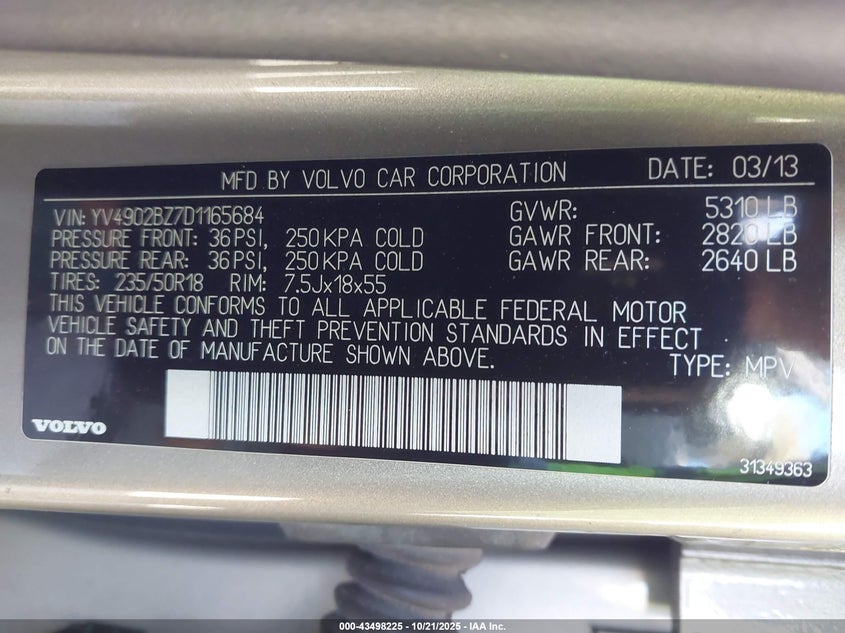 MFD BY VOLVO CAR CORPORATION DATE: 03/13
VIN: YV4902BZ7D1165684 GVWR: 5310 LB
PRESSURE FRONT: 36 PSI, 250 KPA COLD GAWR FRONT: 2820 LB
PRESSURE REAR: 36 PSI, 250 KPA COLD GAWR REAR: 2640 LB
TIRES: 235/50R18 RIM: 7.5Jx18x55
THIS VEHICLE CONFORMS TO ALL APPLICABLE FEDERAL MOTOR
VEHICLE SAFETY AND THEFT PREVENTION STANDARDS IN EFFECT
ON THE DATE OF MANUFACTURE SHOWN ABOVE. TYPE: MPV
VOLVO
31349363
000-43498225 - 10/21/2025 - IAA Inc.